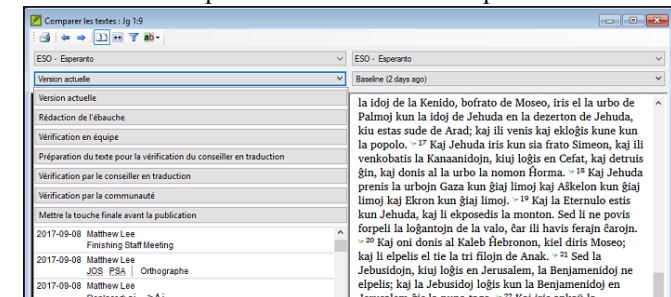 Comparer les textes : Jg 1:9
ab
ESO - Esperanto
ESO - Esperanto
Version actuelle
Baseline (2 days ago)
Version actuelle
Rédaction de l'ébauche
Vérification en équipe
Préparation du texte pour la vérification du conseiller en traduction
Vérification par le conseiller en traduction
Vérification par la communauté
Mettre la touche finale avant la publication
2017-09-08 Matthew Lee
Finishing Staff Meeting
2017-09-08 Matthew Lee
JOS PSA | Orthographe
2017-09-08 Matthew Lee
la idoj de la Kenido, bofrato de Moseo, iris el la urbo de
Palmoj kun la idoj de Jehuda en la dezerton de Jehuda,
kiu estas sude de Arad; kaj ili venis kaj ekloĝis kune kun
la popolo. 17 Kaj Jehuda iris kun sia frato Simeon, kaj ili
venkobatis la Kanaanidojn, kiuj loĝis en Cefat, kaj detruis
ĝin, kaj donis al la urbo la nomon Ĥorma. 18 Kaj Jehuda
prenis la urbojn Gaza kun ĝiaj limoj kaj Aŝkelon kun ĝiaj
limoj kaj Ekron kun ĝiaj limoj. 19 Kaj la Eternulo estis
kun Jehuda, kaj li ekposedis la monton. Sed li ne povis
forpeli la loĝantojn de la valo, ĉar ili havis ferajn ĉarojn.
20 Kaj oni donis al Kaleb Ĥebronon, kiel diris Moseo;
kaj li elpelis el tie la tri filojn de Anak. 21 Sed la
Jebusidojn, kiuj loĝis en Jerusalem, la Benjamenidoj ne
elpelis; kaj la Jebusidoj loĝis kun la Benjamenidoj en